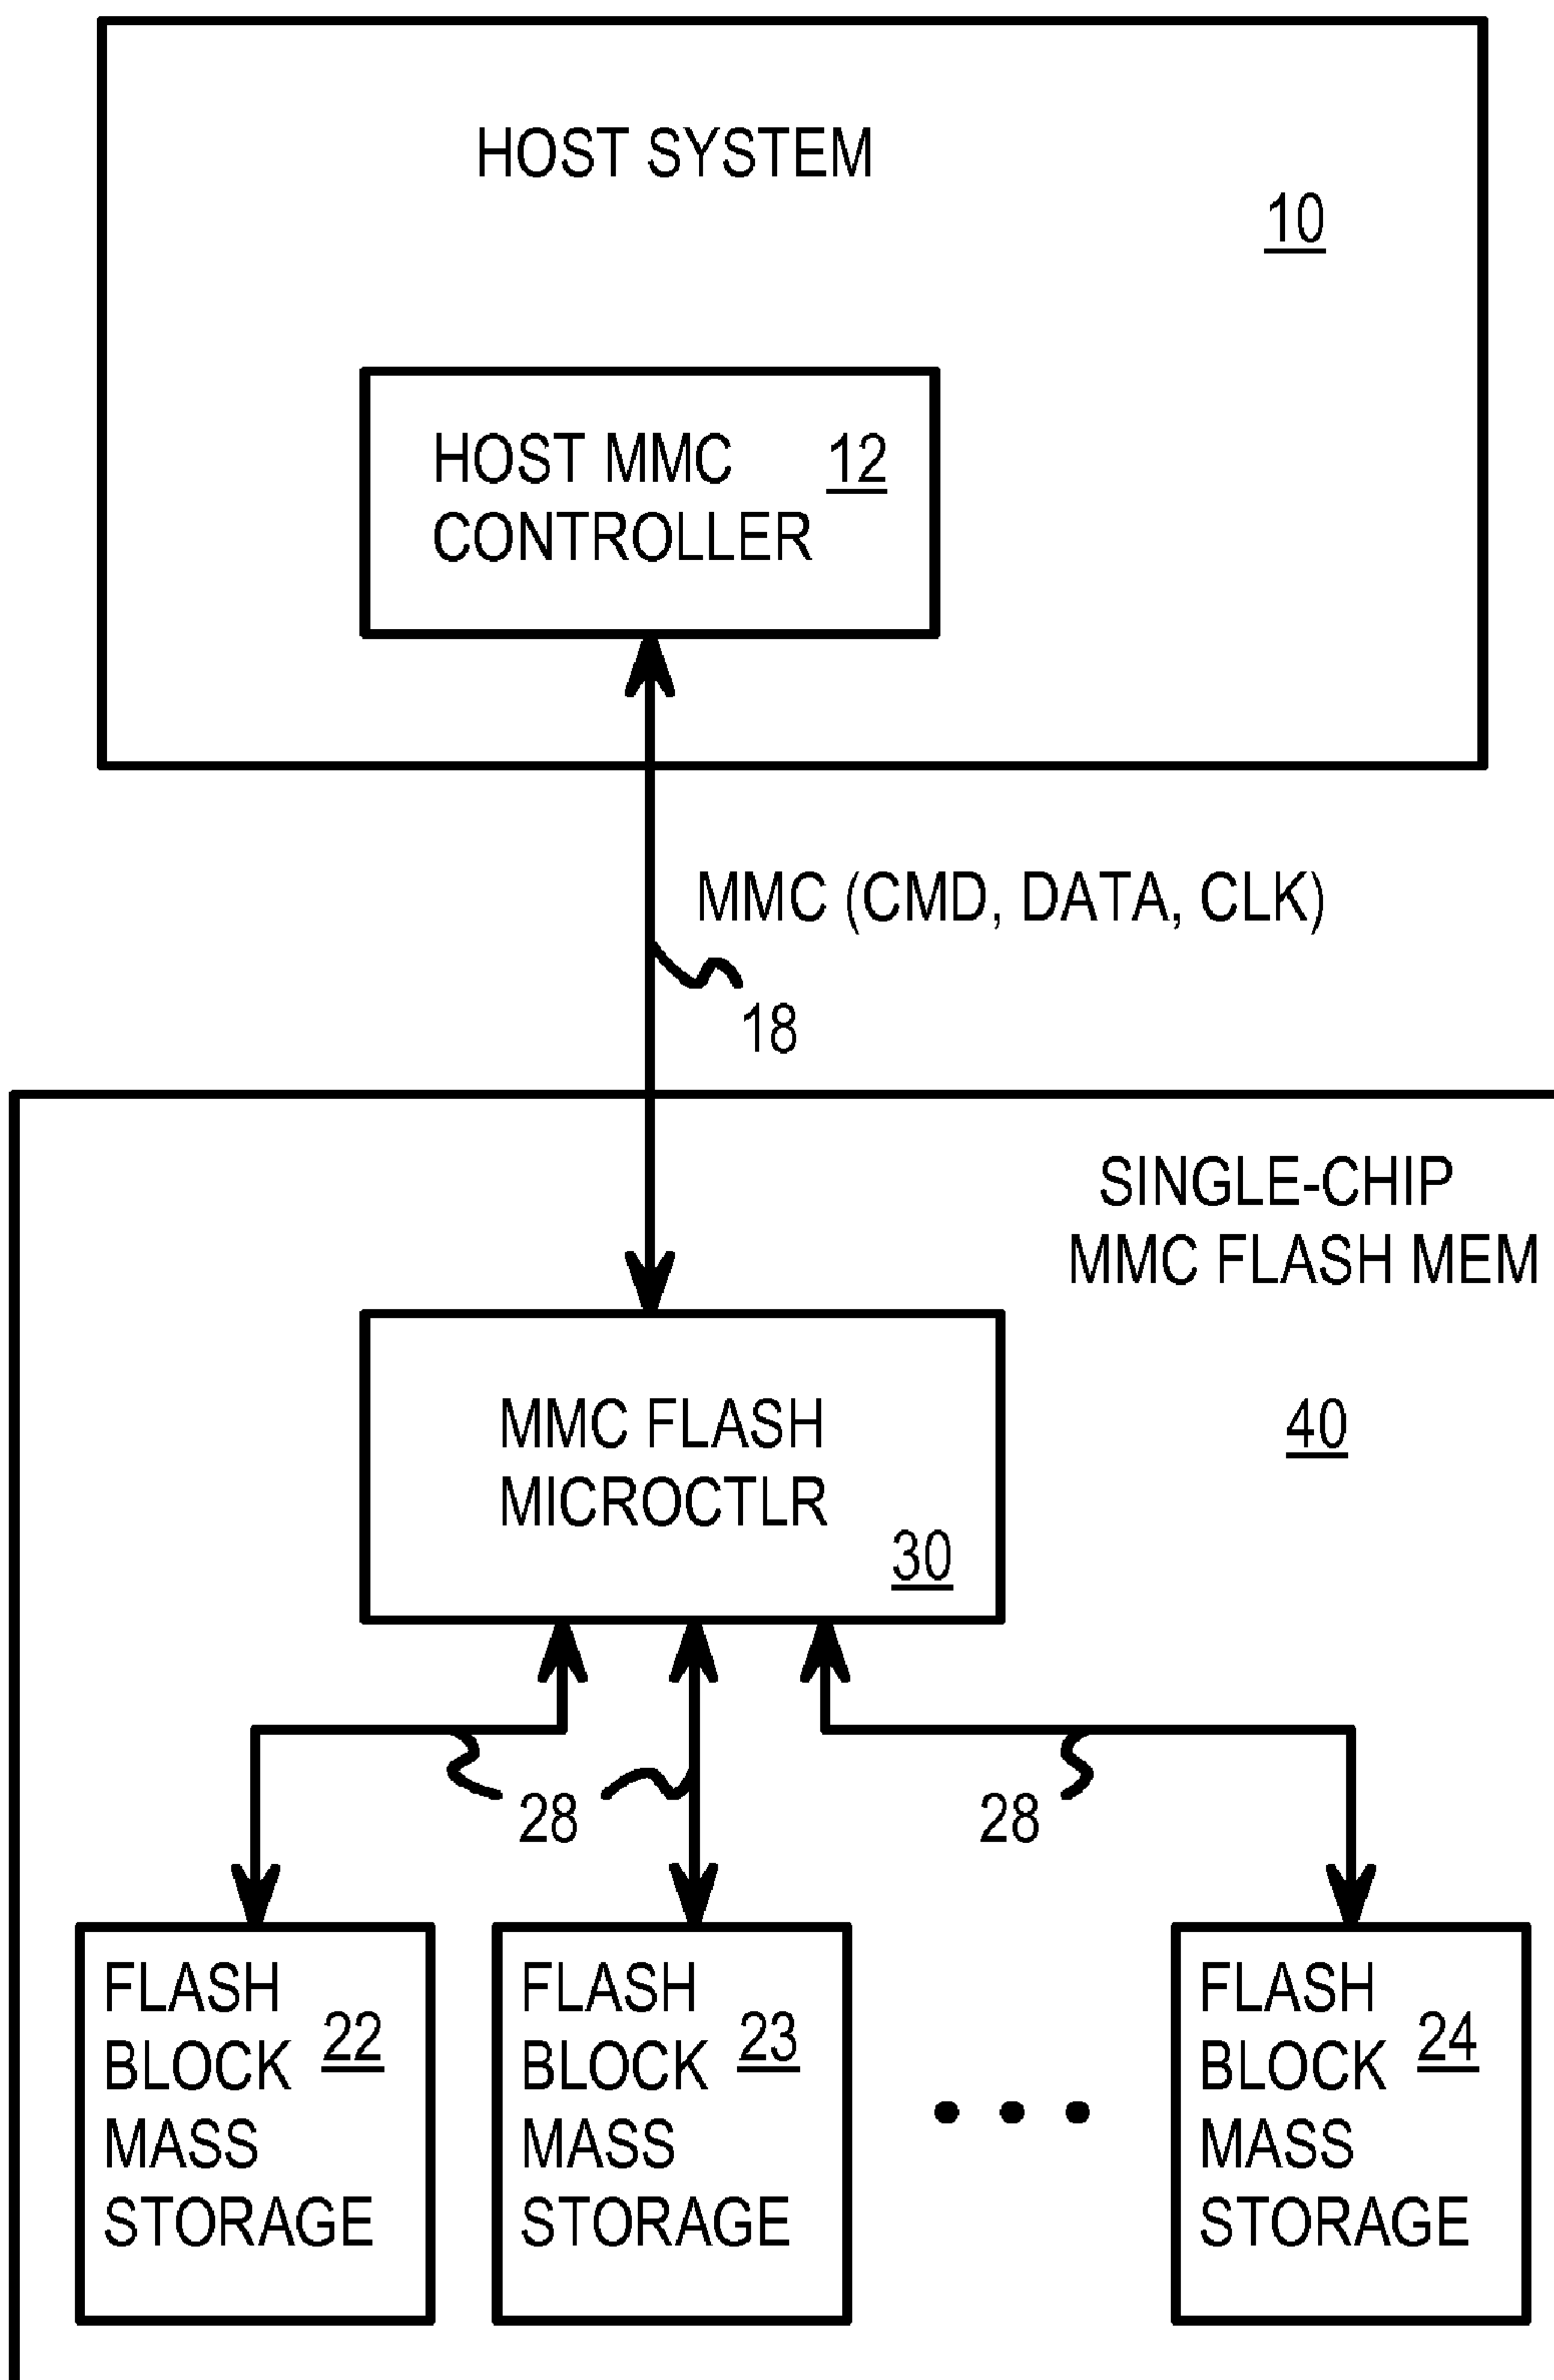 HOST SYSTEM
10
HOST MMC 12
CONTROLLER
MMC (CMD, DATA, CLK)
18
SINGLE-CHIP
MMC FLASH MEM
40
MMC FLASH
MICROCTLR
30
28
28
FLASH
BLOCK
MASS
STORAGE
22
FLASH
BLOCK
MASS
STORAGE
23
• • •
FLASH
BLOCK
MASS
STORAGE
24